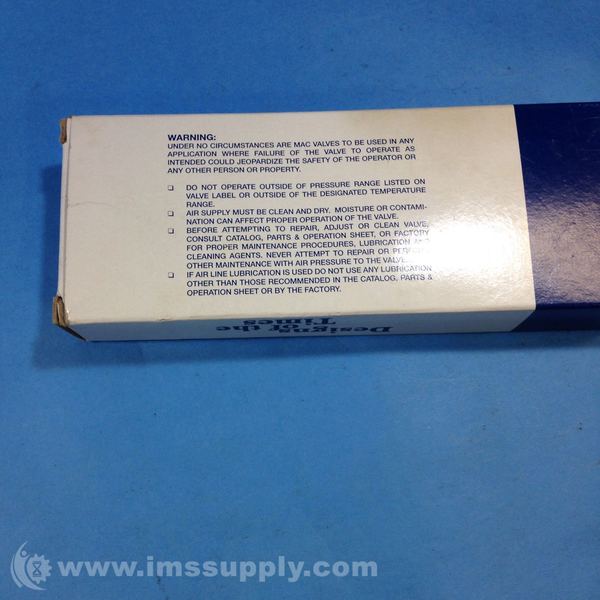 WARNING:
UNDER NO CIRCUMSTANCES ARE MAC VALVES TO BE USED IN ANY
APPLICATION WHERE FAILURE OF THE VALVE TO OPERATE AS
INTENDED COULD JEOPARDIZE THE SAFETY OF THE OPERATOR OR
ANY OTHER PERSON OR PROPERTY.
❑ DO NOT OPERATE OUTSIDE OF PRESSURE RANGE LISTED ON
VALVE LABEL OR OUTSIDE OF THE DESIGNATED TEMPERATURE
RANGE.
❑ AIR SUPPLY MUST BE CLEAN AND DRY. MOISTURE OR CONTAMI-
NATION CAN AFFECT PROPER OPERATION OF THE VALVE.
❑ BEFORE ATTEMPTING TO REPAIR, ADJUST OR CLEAN VALVE,
CONSULT CATALOG, PARTS & OPERATION SHEET, OR FACTORY
FOR PROPER MAINTENANCE PROCEDURES, LUBRICATION AND
CLEANING AGENTS. NEVER ATTEMPT TO REPAIR OR PERFORM
OTHER MAINTENANCE WITH AIR PRESSURE TO THE VALVE.
❑ IF AIR LINE LUBRICATION IS USED DO NOT USE ANY LUBRICATION
OTHER THAN THOSE RECOMMENDED IN THE CATALOG, PARTS &
OPERATION SHEET OR BY THE FACTORY.
Designs
of the
Times
www.imssupply.com